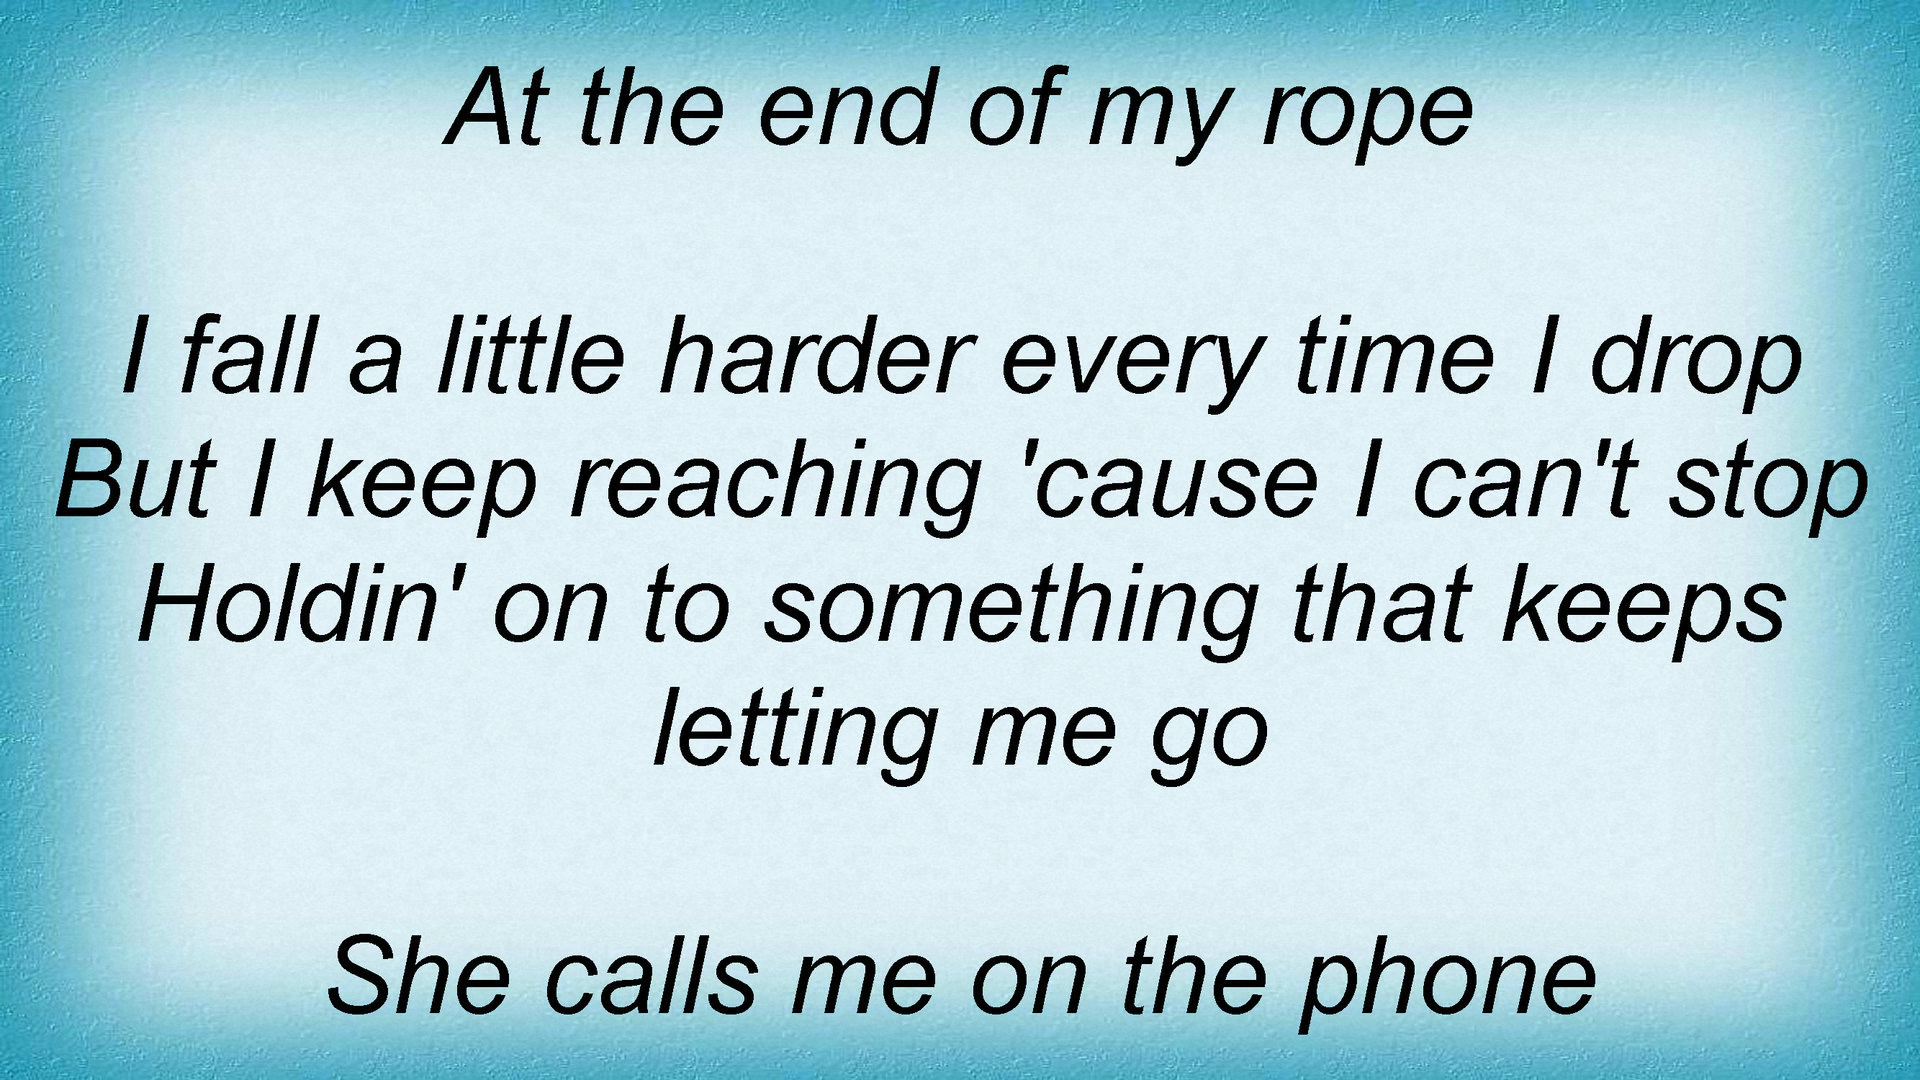 At the end of my rope
I fall a little harder every time I drop
But I keep reaching 'cause I can't stop
Holdin' on to something that keeps
letting me go
She calls me on the phone